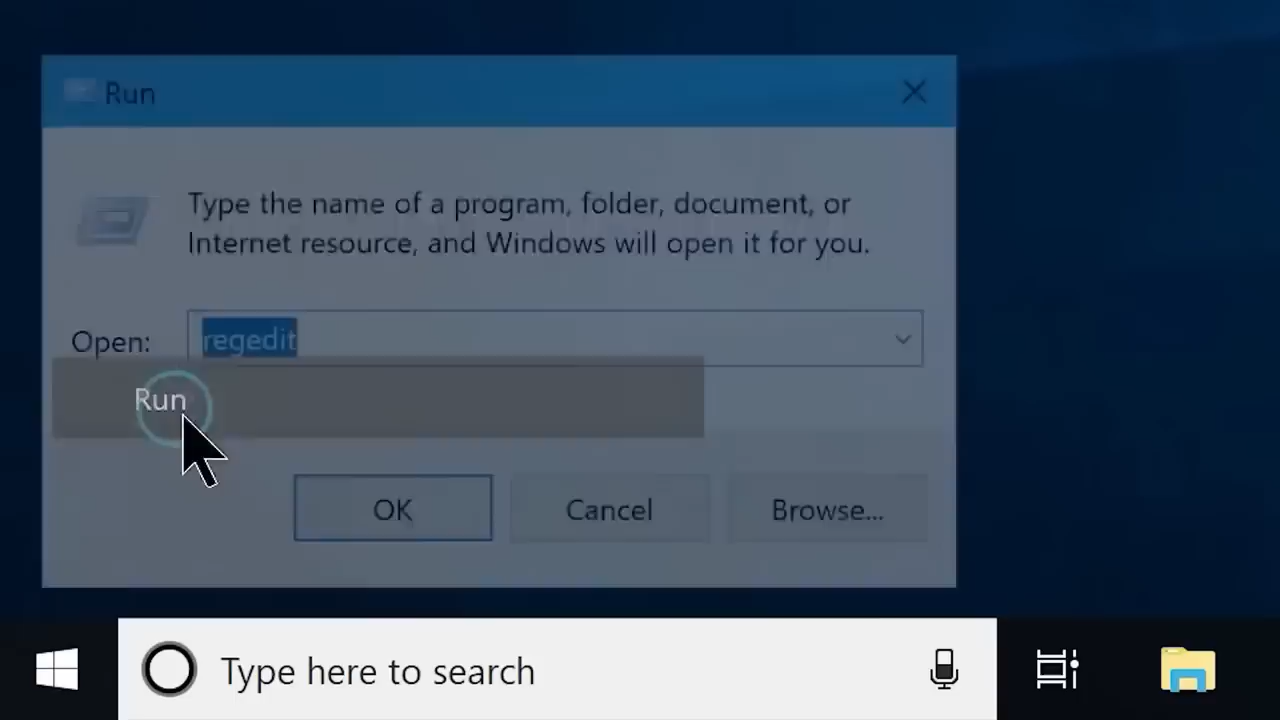 Run
Type the name of a program, folder, document, or
Internet resource, and Windows will open it for you.
Open: regedit
Run
OK Cancel Browse...
Type here to search